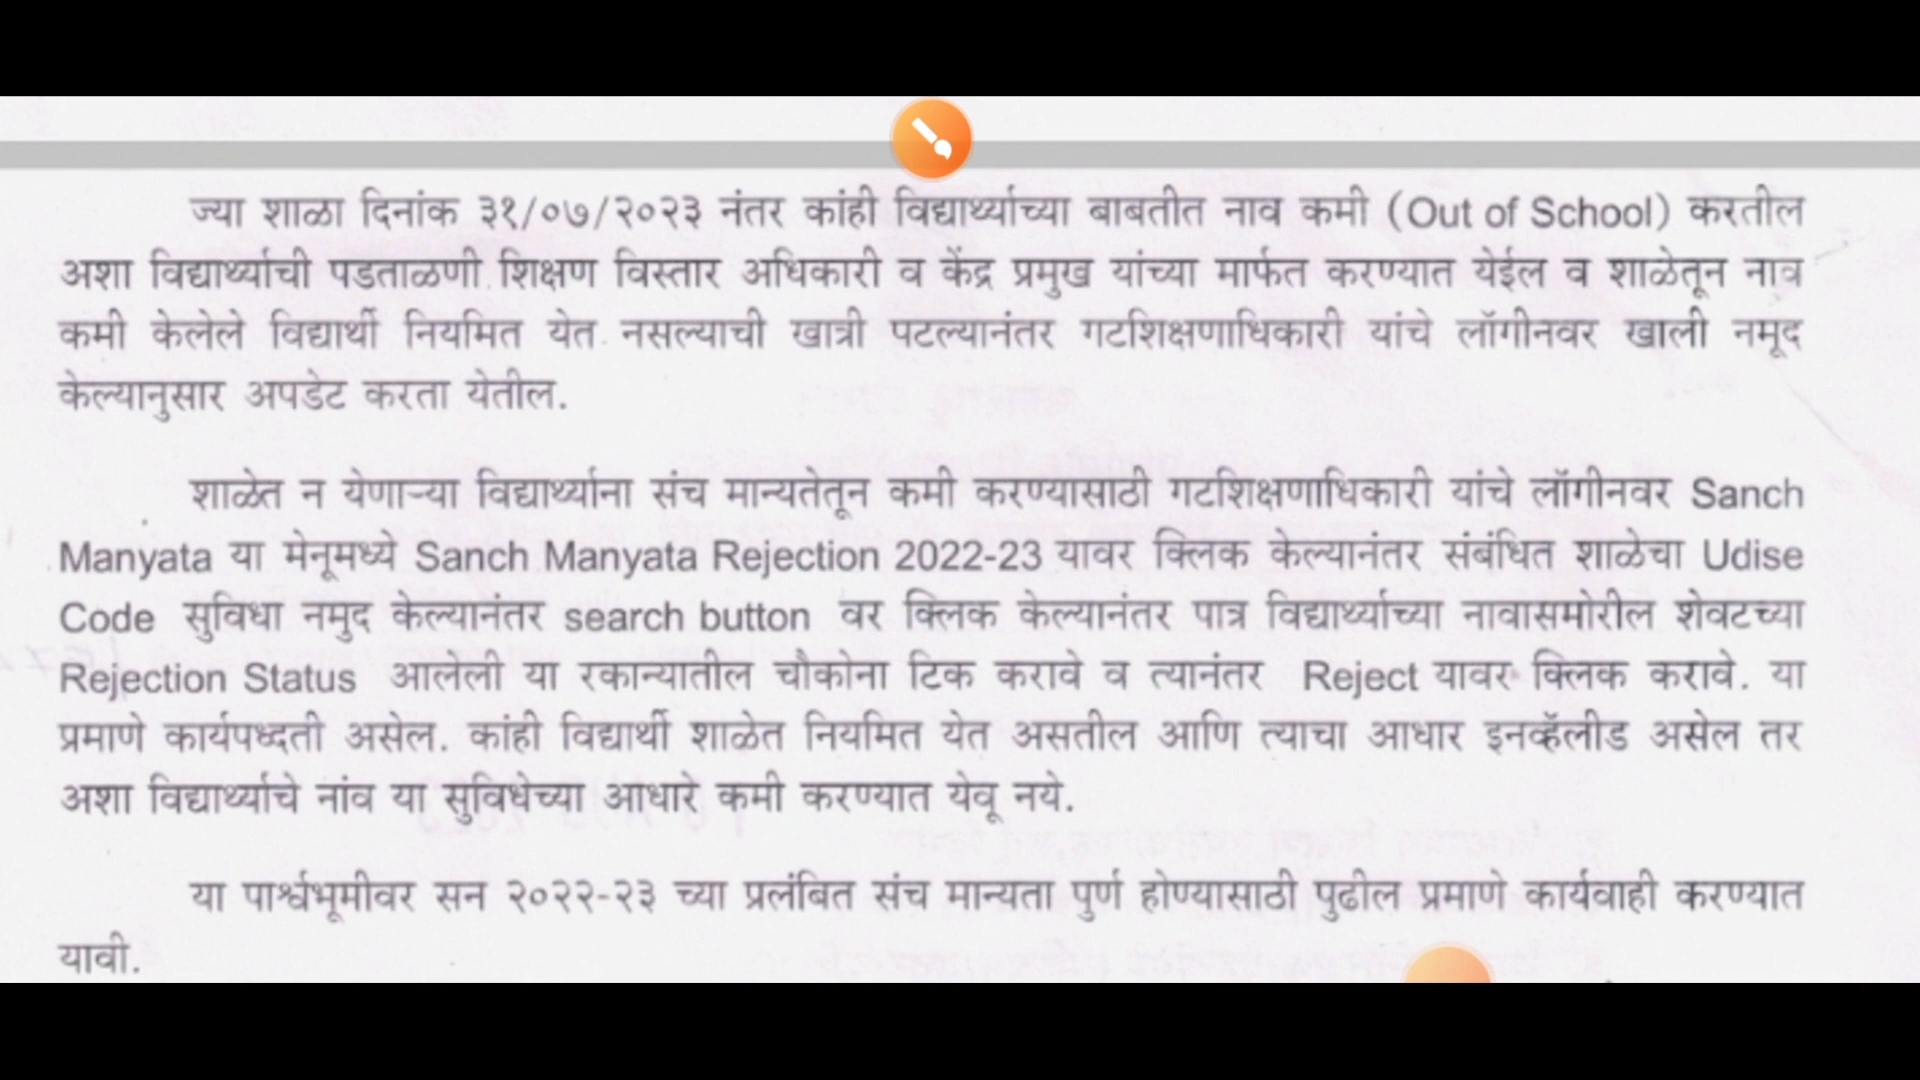 ज्या शाळा दिनांक ३१/०७/२०२३ नंतर कांही विद्यार्थ्याच्या बाबतीत नाव कमी (Out of School) करतील
अशा विद्यार्थ्याची पडताळणी शिक्षण विस्तार अधिकारी व केंद्र प्रमुख यांच्या मार्फत करण्यात येईल व शाळेतून नाव
कमी केलेले विद्यार्थी नियमित येत नसल्याची खात्री पटल्यानंतर गटशिक्षणाधिकारी यांचे लॉगीनवर खाली नमूद
केल्यानुसार अपडेट करता येतील.
शाळेत न येणाऱ्या विद्यार्थ्याना संच मान्यतेतून कमी करण्यासाठी गटशिक्षणाधिकारी यांचे लॉगीनवर Sanch
Manyata या मेनूमध्ये Sanch Manyata Rejection 2022-23 यावर क्लिक केल्यानंतर संबंधित शाळेचा Udise
Code सुविधा नमुद केल्यानंतर search button वर क्लिक केल्यानंतर पात्र विद्यार्थ्याच्या नावासमोरील शेवटच्या
Rejection Status आलेली या रकान्यातील चौकोना टिक करावे व त्यानंतर Reject यावर क्लिक करावे. या
प्रमाणे कार्यपध्दती असेल. कांही विद्यार्थी शाळेत नियमित येत असतील आणि त्याचा आधार इनव्हॅलीड असेल तर
अशा विद्यार्थ्याचे नांव या सुविधेच्या आधारे कमी करण्यात येवू नये.
या पार्श्वभूमीवर सन २०२२-२३ च्या प्रलंबित संच मान्यता पुर्ण होण्यासाठी पुढील प्रमाणे कार्यवाही करण्यात
यावी.